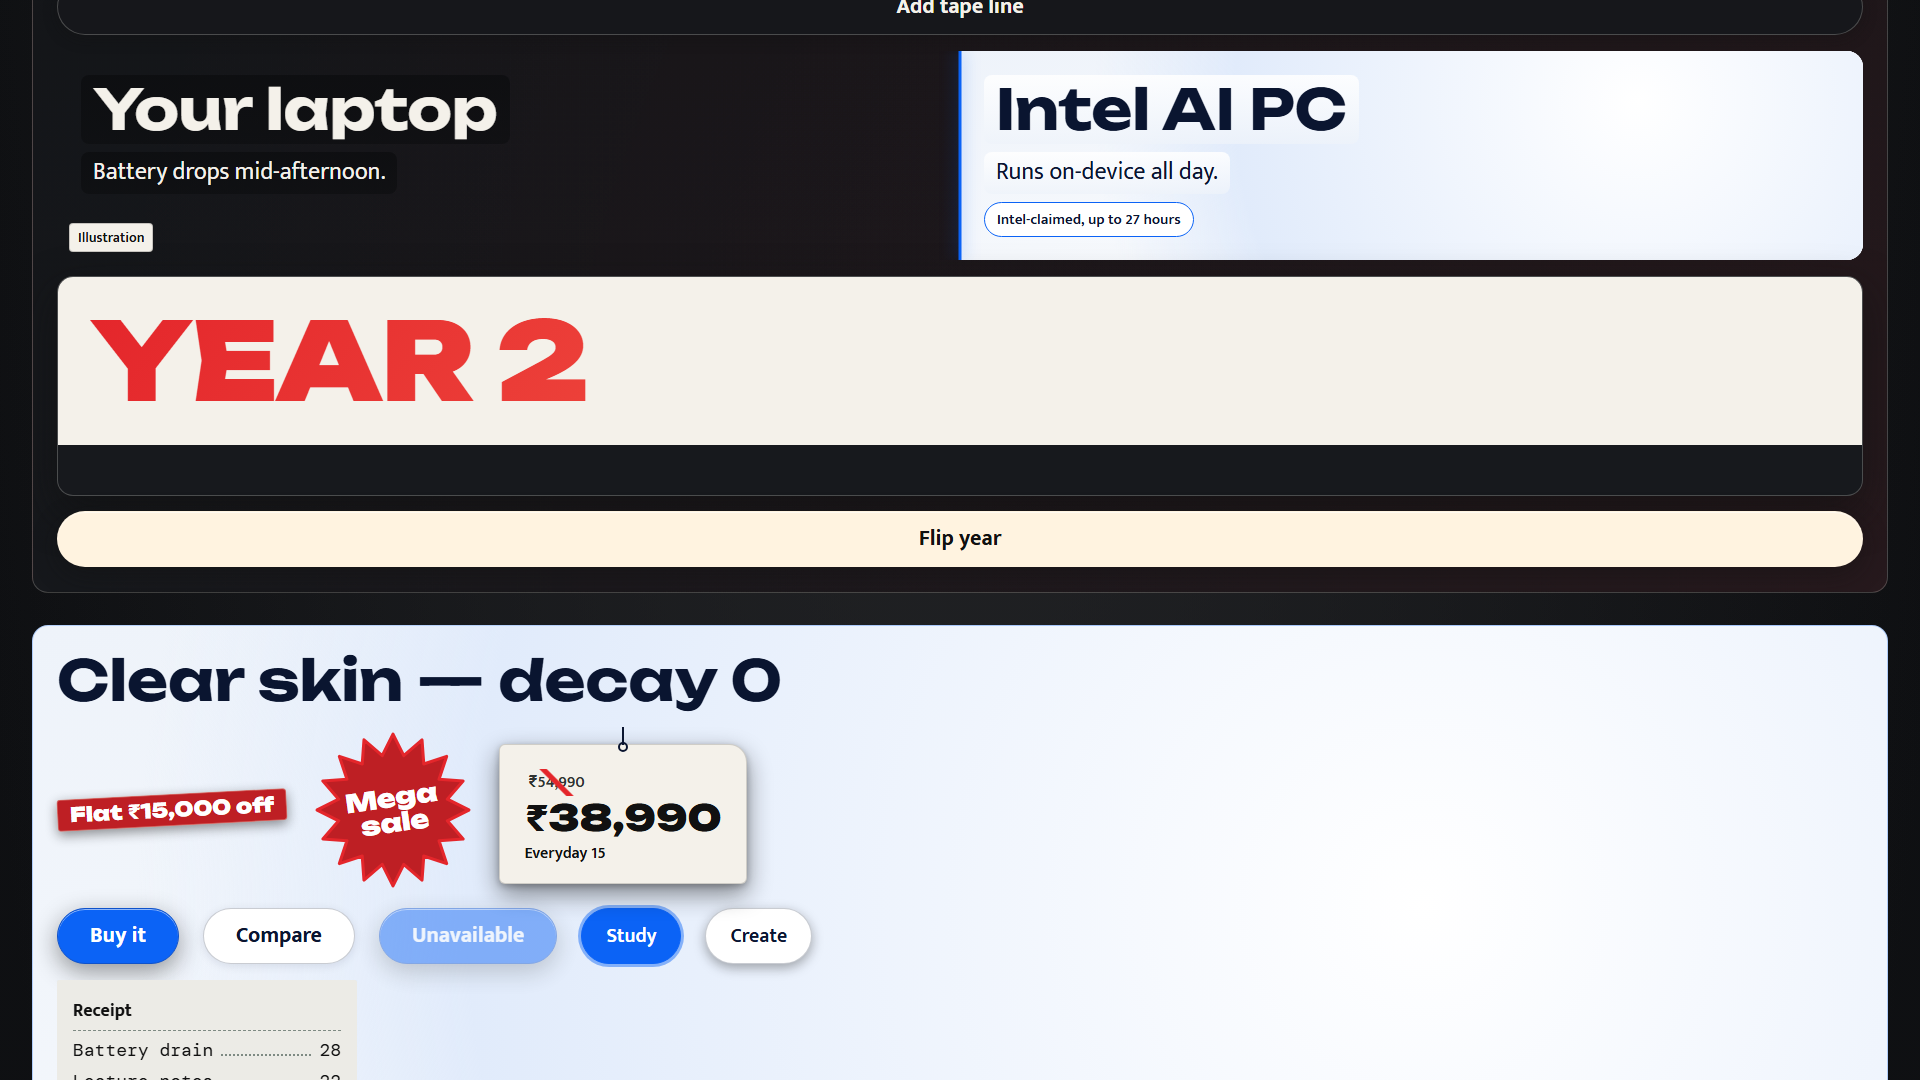 Add tape line
Your laptop
Battery drops mid-afternoon.
Illustration
Intel AI PC
Runs on-device all day.
Intel-claimed, up to 27 hours
YEAR 2
Flip year
Clear skin — decay 0
Flat ₹15,000 off
Mega
sale
₹54,990
₹38,990
Everyday 15
Buy it
Compare
Unavailable
Study
Create
Receipt
Battery drain 28